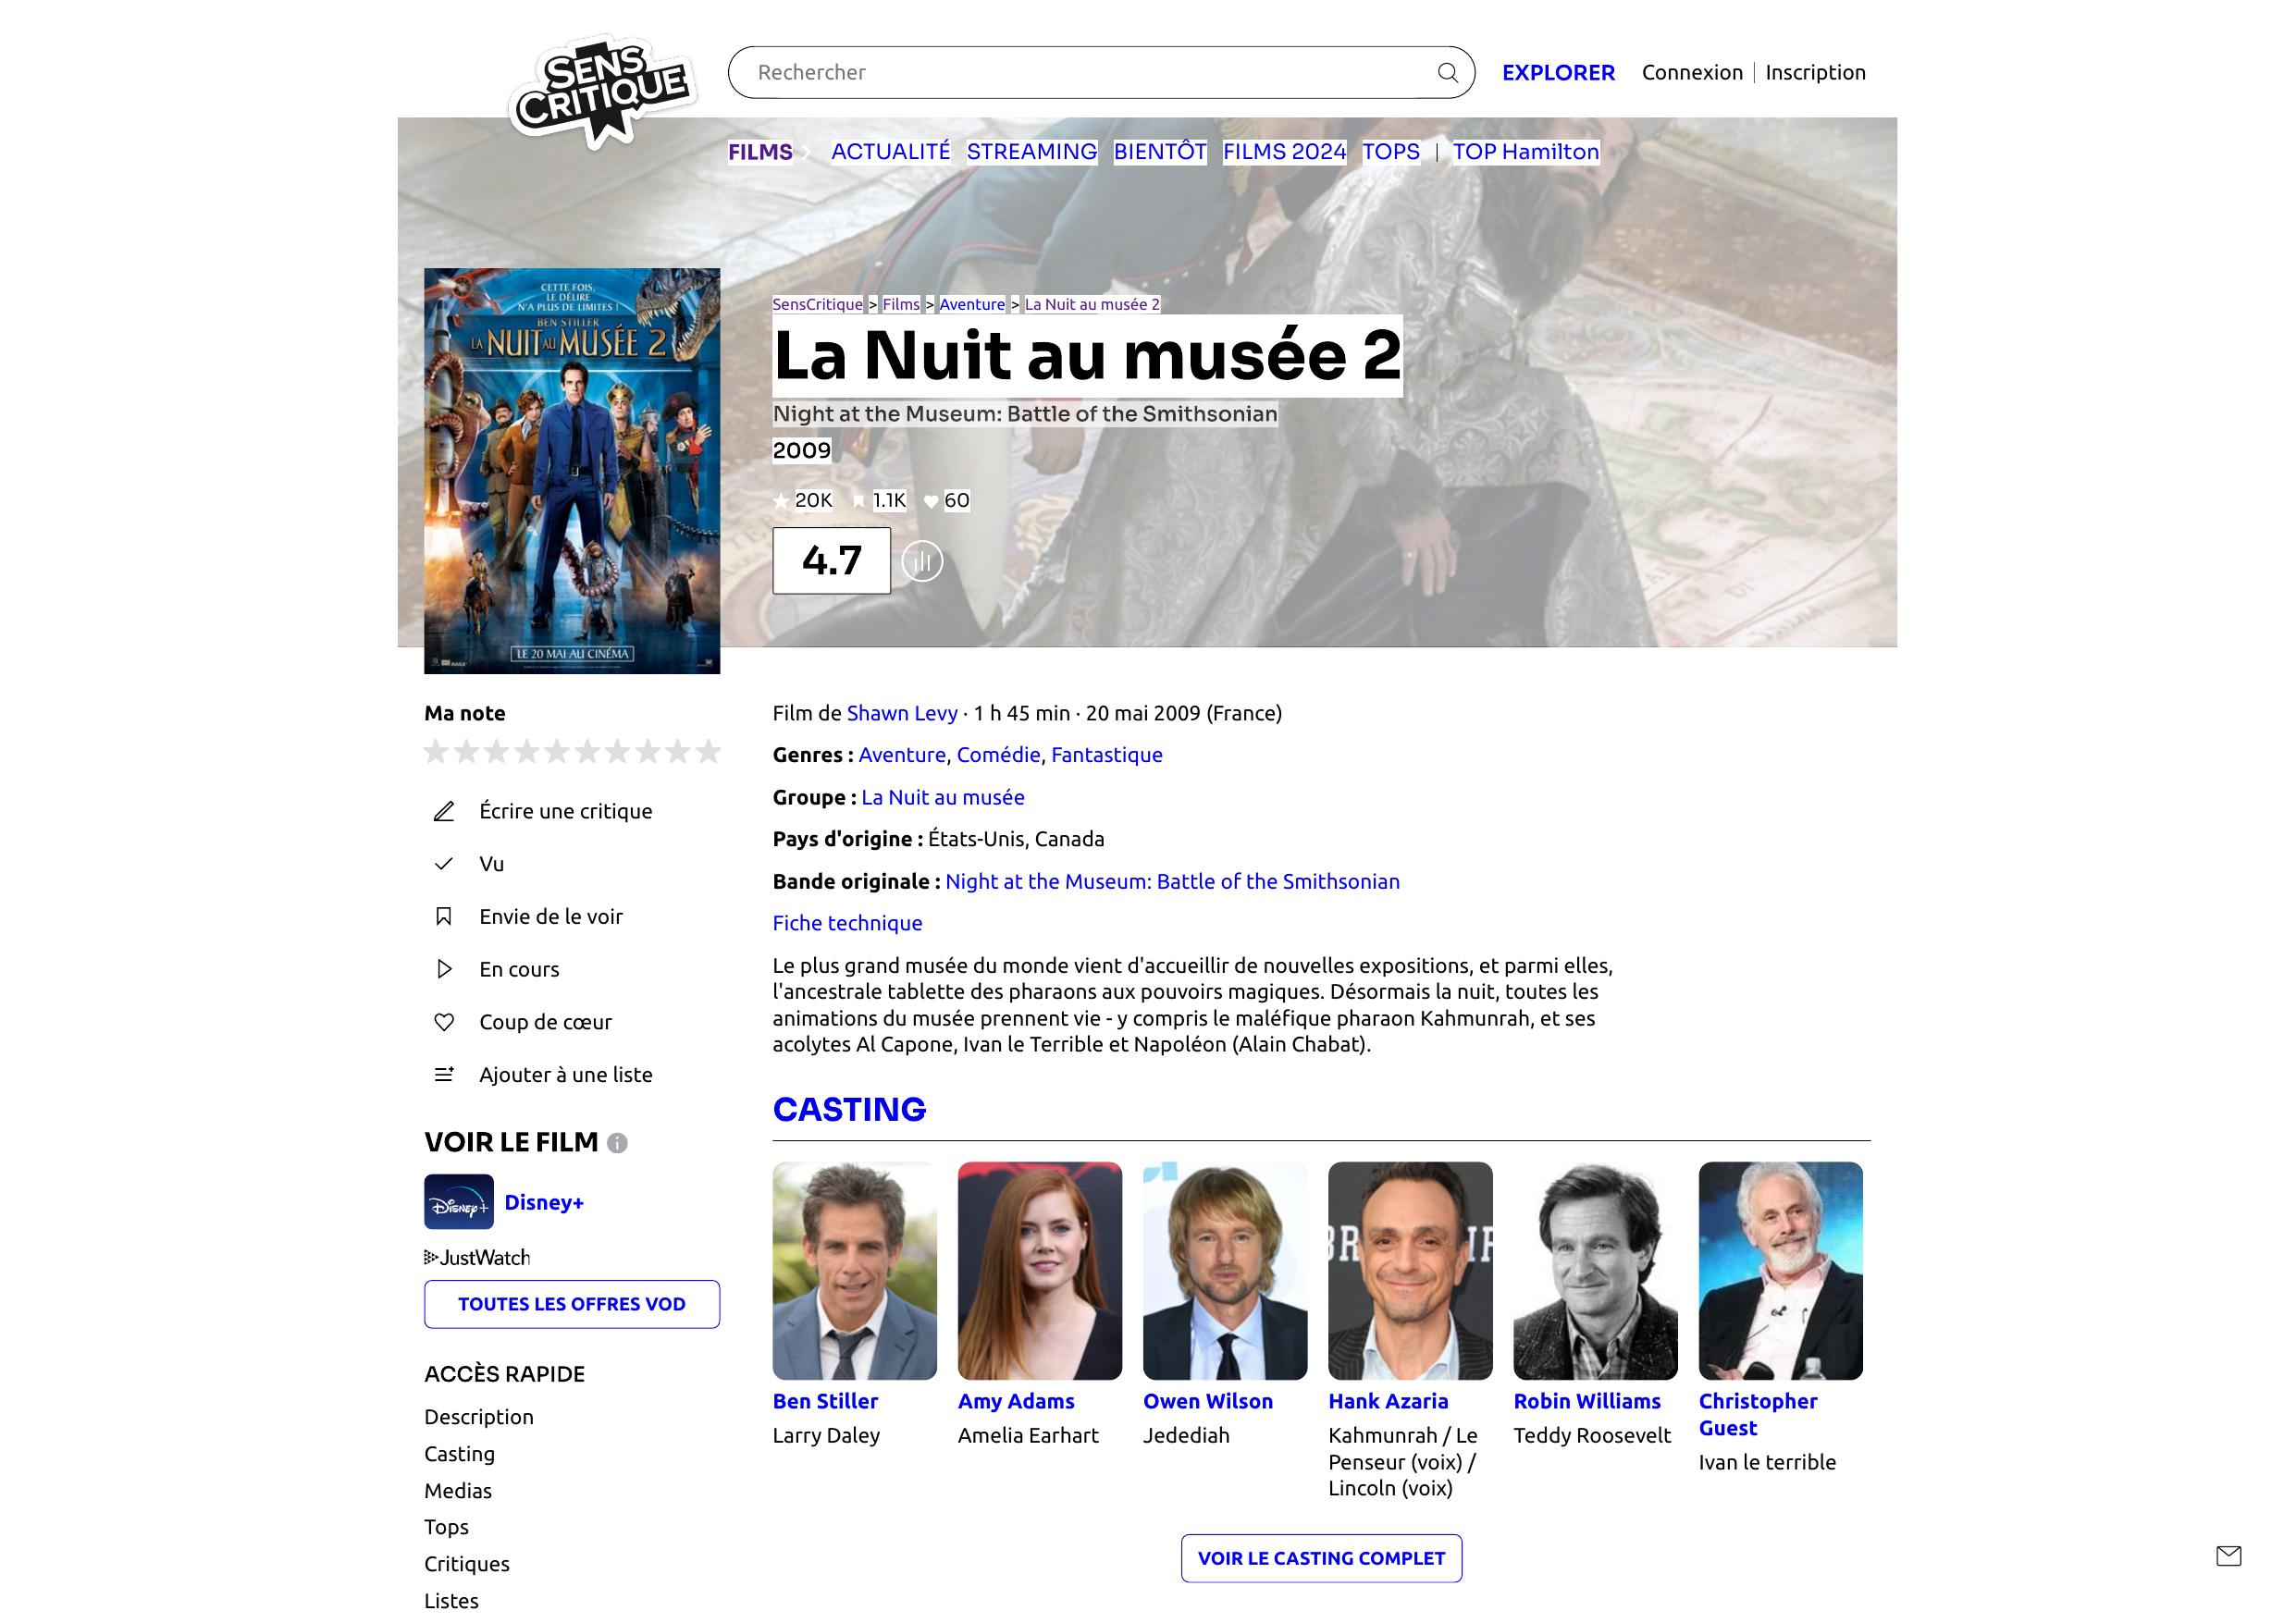 SENS
CRITIQUE
Rechercher
EXPLORER
Connexion | Inscription
FILMS
ACTUALITÉ
STREAMING
BIENTÔT
FILMS 2024
TOPS | TOP Hamilton
CETTE FOIS,
LE DÉLIRE
N'A PLUS DE LIMITES !
BEN STILLER
LA NUIT AU MUSÉE 2
LE 20 MAI AU CINÉMA
SensCritique > Films > Aventure > La Nuit au musée 2
La Nuit au musée 2
Night at the Museum: Battle of the Smithsonian
2009
20K 1.1K 60
4.7
Ma note
Écrire une critique
Vu
Envie de le voir
En cours
Coup de cœur
Ajouter à une liste
VOIR LE FILM
Disney+
Disney+
JustWatch
TOUTES LES OFFRES VOD
ACCÈS RAPIDE
Description
Casting
Medias
Tops
Critiques
Listes
Film de Shawn Levy · 1 h 45 min · 20 mai 2009 (France)
Genres : Aventure, Comédie, Fantastique
Groupe : La Nuit au musée
Pays d'origine : États-Unis, Canada
Bande originale : Night at the Museum: Battle of the Smithsonian
Fiche technique
Le plus grand musée du monde vient d'accueillir de nouvelles expositions, et parmi elles,
l'ancestrale tablette des pharaons aux pouvoirs magiques. Désormais la nuit, toutes les
animations du musée prennent vie - y compris le maléfique pharaon Kahmunrah, et ses
acolytes Al Capone, Ivan le Terrible et Napoléon (Alain Chabat).
CASTING
Ben Stiller
Larry Daley
Amy Adams
Amelia Earhart
Owen Wilson
Jedediah
Hank Azaria
Kahmunrah / Le
Penseur (voix) /
Lincoln (voix)
Robin Williams
Teddy Roosevelt
Christopher
Guest
Ivan le terrible
VOIR LE CASTING COMPLET